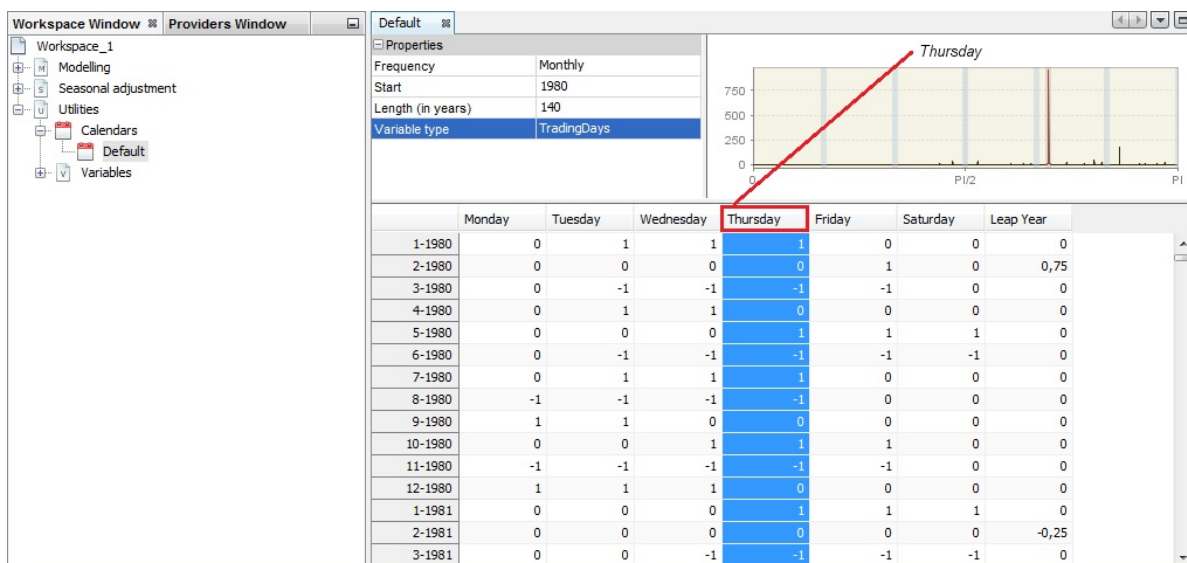 Workspace Window Providers Window
Workspace_1
M Modelling
S Seasonal adjustment
U Utilities
Calendars
Default
V Variables
Default
Properties
Frequency Monthly
Start 1980
Length (in years) 140
Variable type TradingDays
Thursday
750
500
250
0
0 PI/2 PI
Monday Tuesday Wednesday Thursday Friday Saturday Leap Year
1-1980 0 1 1 1 0 0 0
2-1980 0 0 0 0 1 0 0,75
3-1980 0 -1 -1 -1 -1 0 0
4-1980 0 1 1 0 0 0 0
5-1980 0 0 0 1 1 1 0
6-1980 0 -1 -1 -1 -1 -1 0
7-1980 0 1 1 1 0 0 0
8-1980 -1 -1 -1 -1 0 0 0
9-1980 1 1 0 0 0 0 0
10-1980 0 0 1 1 1 0 0
11-1980 -1 -1 -1 -1 -1 0 0
12-1980 1 1 1 0 0 0 0
1-1981 0 0 0 1 1 1 0
2-1981 0 0 0 0 0 0 -0,25
3-1981 0 0 -1 -1 -1 -1 0